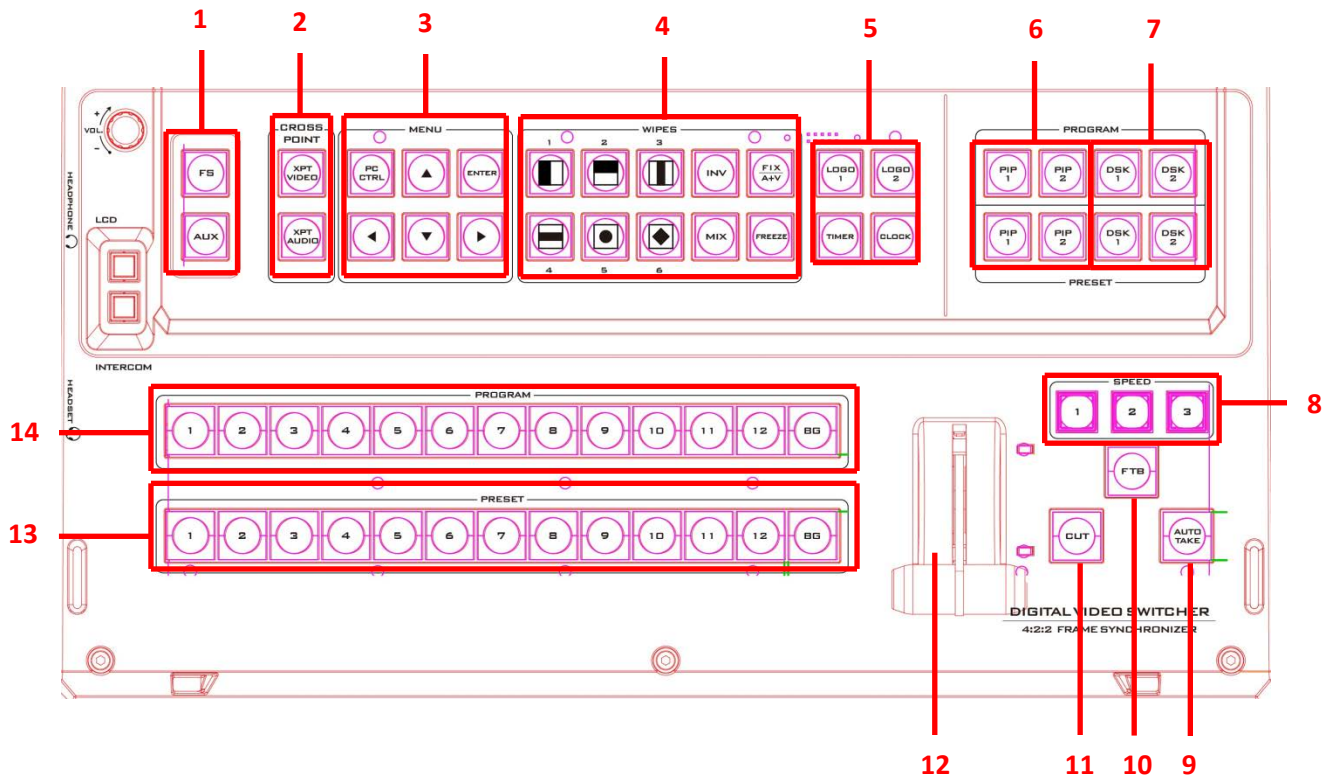 1 2 3 4 5 6 7
+
VOL.
–
HEADPHONE
LCD
INTERCOM
HEADSET
FS
AUX
CROSS
POINT
XPT
VIDEO
XPT
AUDIO
MENU
PC
CTRL
ENTER
WIPES
1 2 3
INV
FIX
A+V
MIX
FREEZE
4 5 6
LOGO
1
LOGO
2
TIMER
CLOCK
PROGRAM
PIP
1
PIP
2
DSK
1
DSK
2
PIP
1
PIP
2
DSK
1
DSK
2
PRESET
14
PROGRAM
1 2 3 4 5 6 7 8 9 10 11 12 BG
13
PRESET
1 2 3 4 5 6 7 8 9 10 11 12 BG
SPEED
1 2 3
8
FTB
CUT
AUTO
TAKE
DIGITAL VIDEO SWITCHER
4:2:2 FRAME SYNCHRONIZER
12 11 10 9